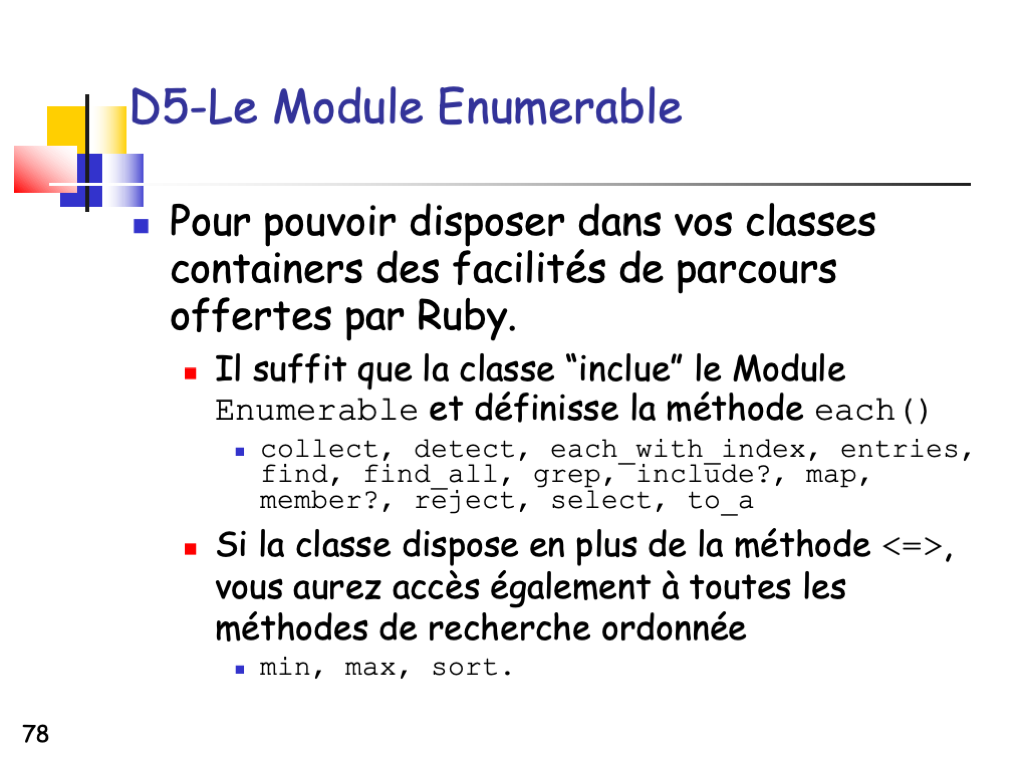 D5-Le Module Enumerable
Pour pouvoir disposer dans vos classes
containers des facilités de parcours
offertes par Ruby.
Il suffit que la classe “inclue” le Module
Enumerable et définisse la méthode each()
collect, detect, each_with_index, entries,
find, find_all, grep, include?, map,
member?, reject, select, to_a
Si la classe dispose en plus de la méthode <=>,
vous aurez accès également à toutes les
méthodes de recherche ordonnée
min, max, sort.
78